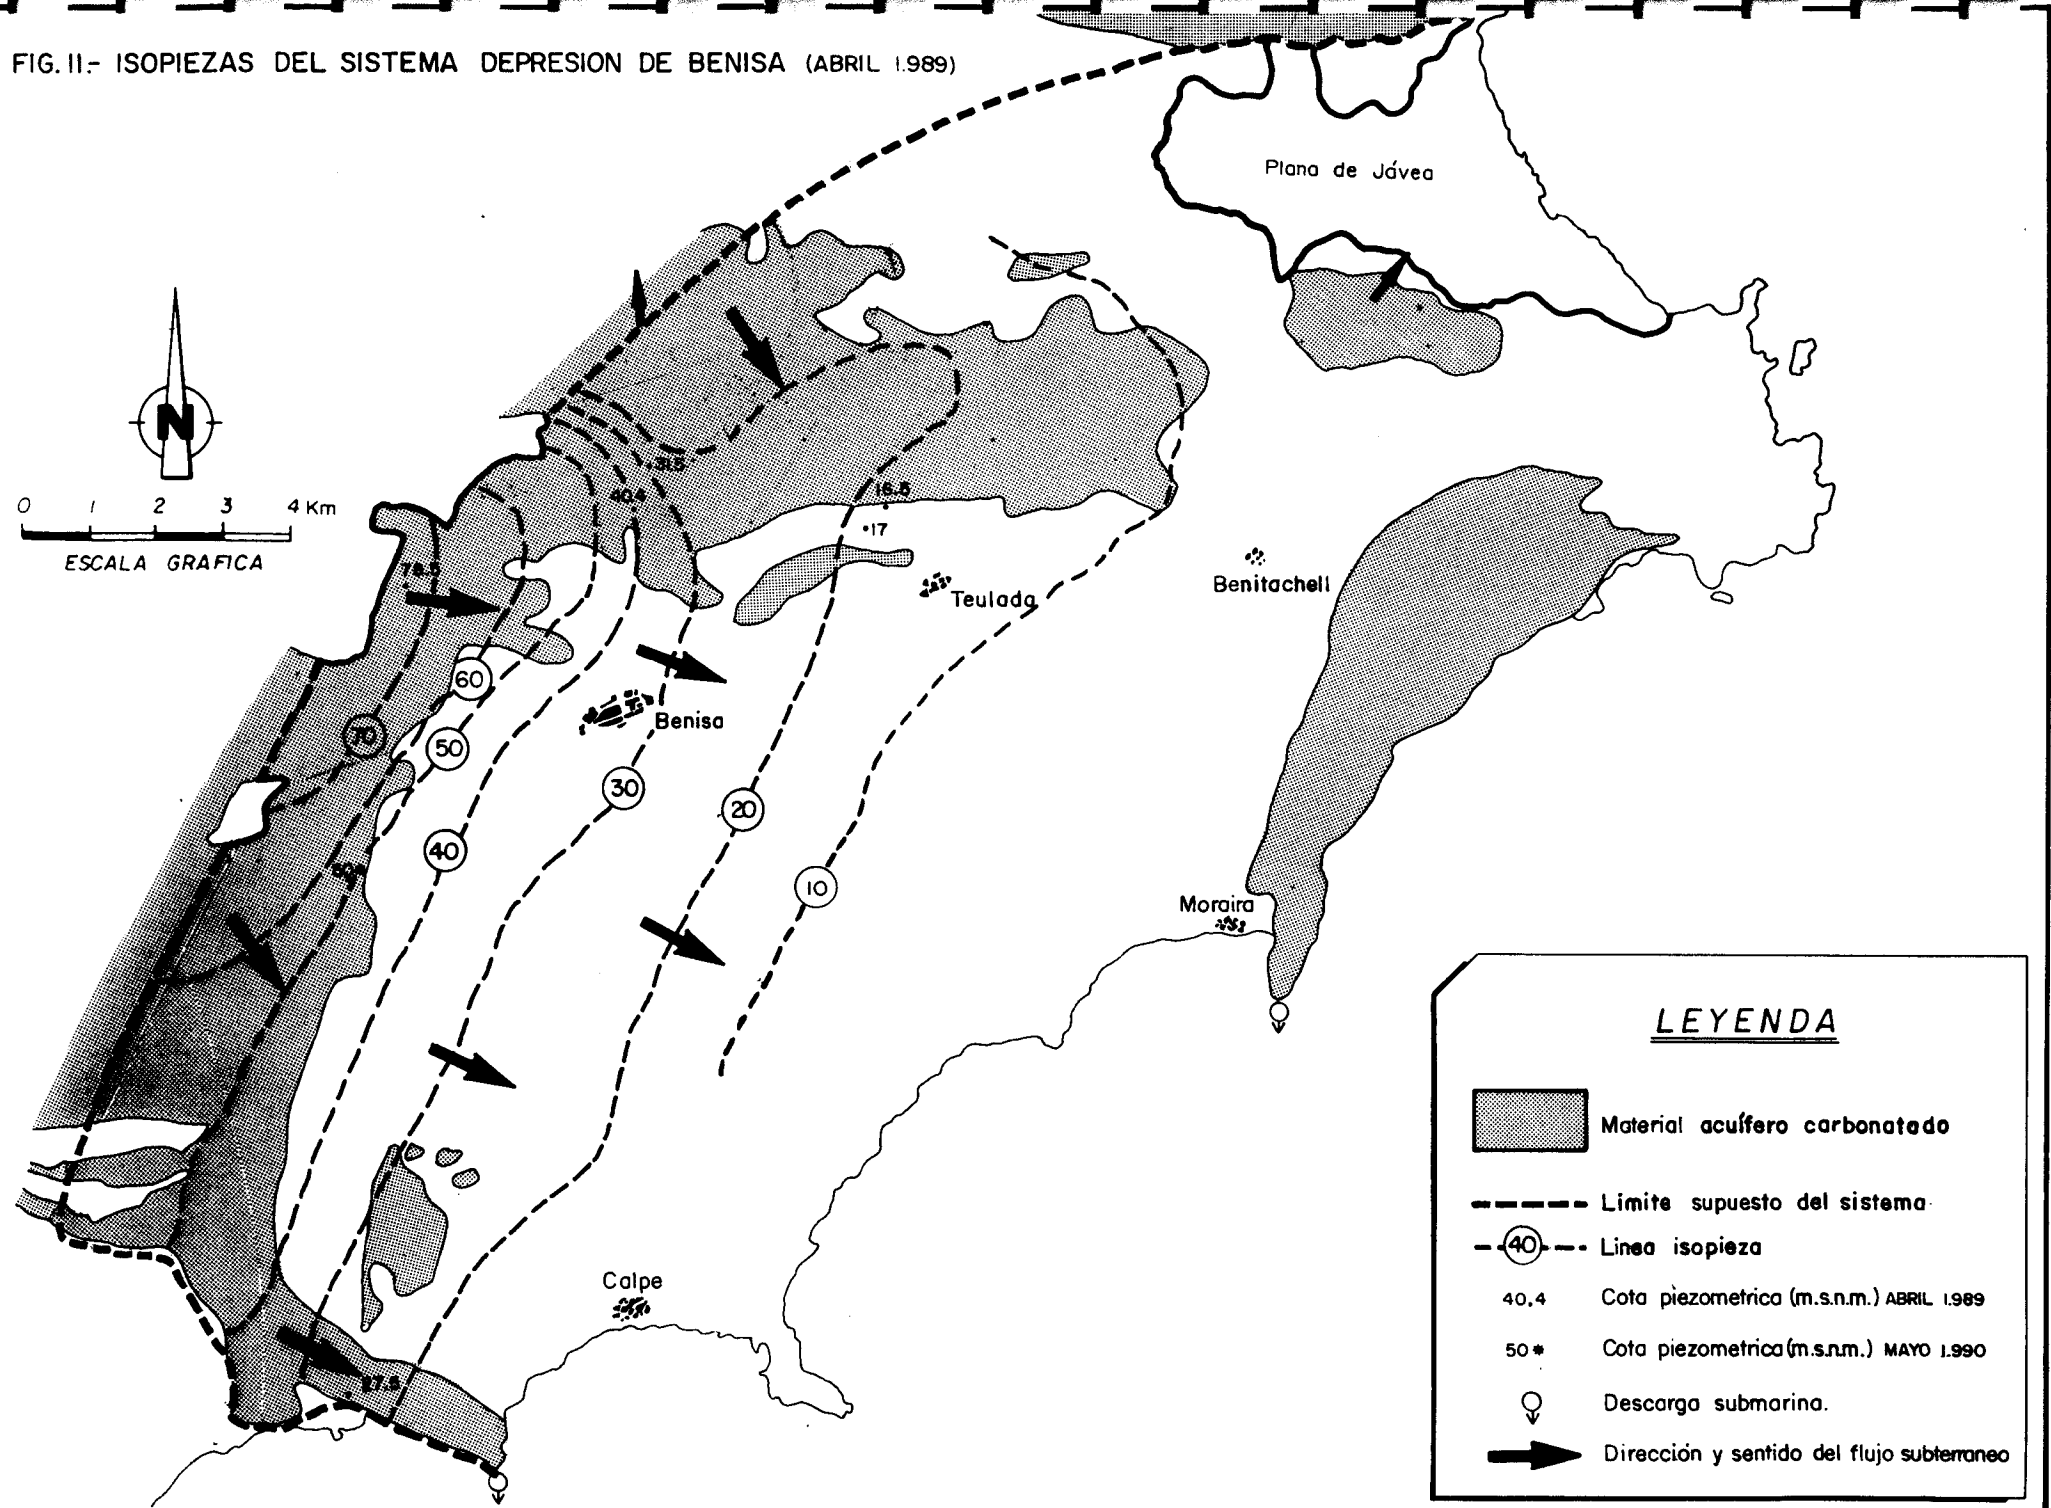 FIG. 11.- ISOPIEZAS DEL SISTEMA DEPRESION DE BENISA (ABRIL 1.989)
Plana de Jávea
N
0 1 2 3 4 Km
ESCALA GRAFICA
31.5
40.4
16.5
17
78.5
Teulada
Benitachell
60
Benisa
70
50
30
20
40
10
Moraira
Calpe
27.5
LEYENDA
Material acuífero carbonatado
Límite supuesto del sistema
40 Linea isopieza
40.4 Cota piezometrica (m.s.n.m.) ABRIL 1.989
50 * Cota piezometrica (m.s.n.m.) MAYO 1.990
Descarga submarina.
Dirección y sentido del flujo subterraneo